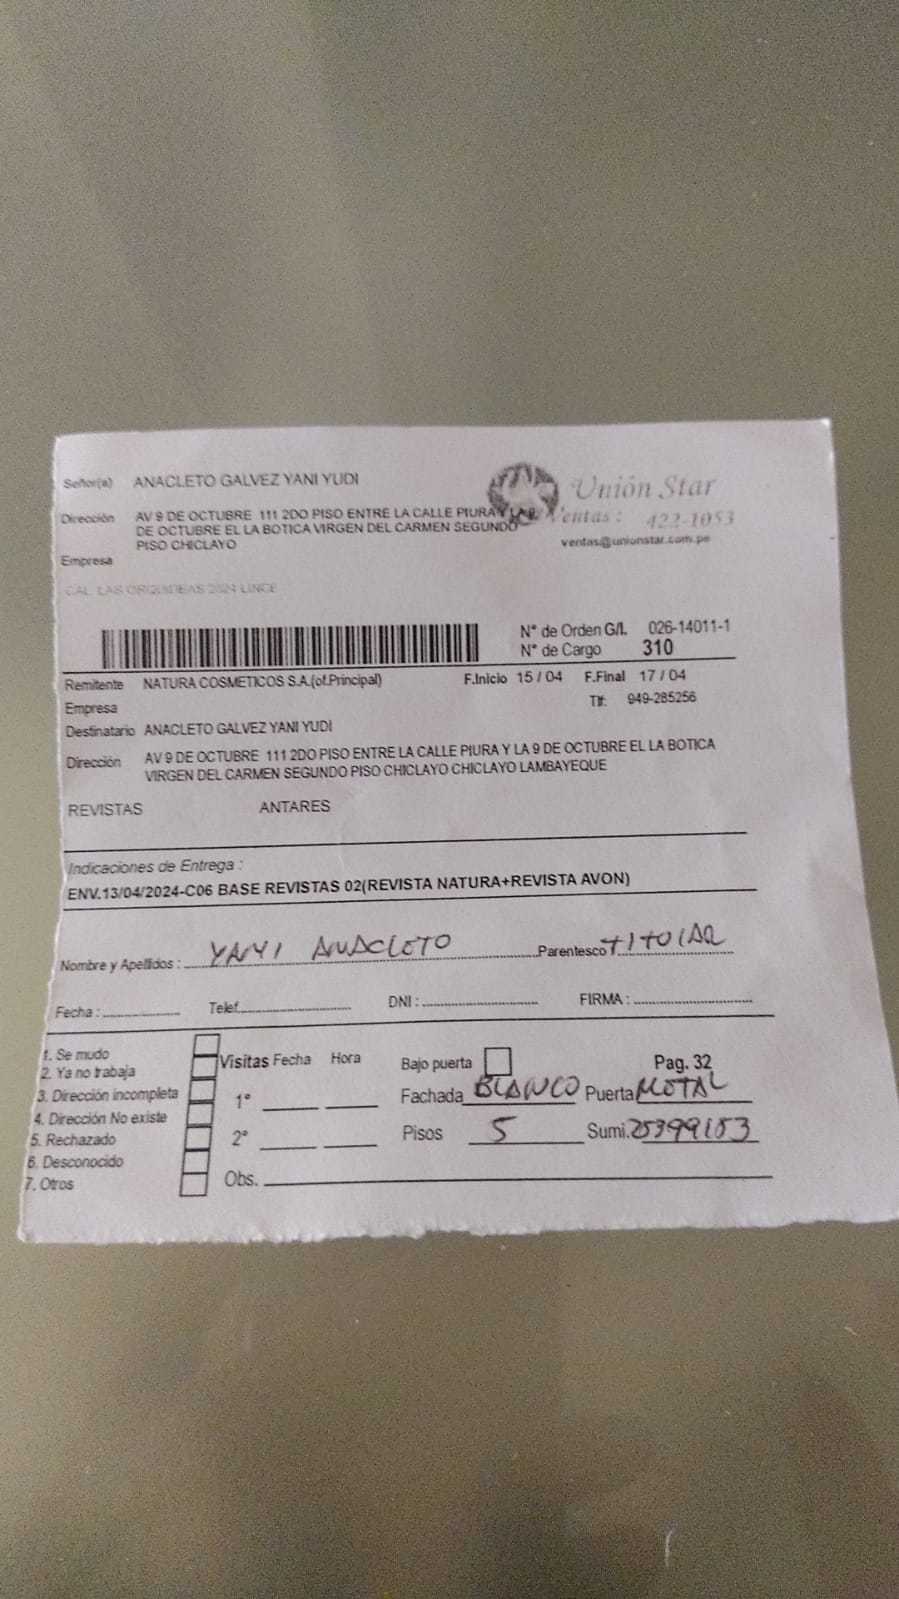 Señor(a) ANACLETO GALVEZ YANI YUDI
Unión Star
Dirección AV 9 DE OCTUBRE 111 2DO PISO ENTRE LA CALLE PIURA Y LA 9
Ventas : 422-1053
DE OCTUBRE EL LA BOTICA VIRGEN DEL CARMEN SEGUNDO
PISO CHICLAYO
ventas@unionstar.com.pe
Empresa
CAL. LAS ORQUIDEAS 2024 LINCE
N° de Orden G/I. 026-14011-1
N° de Cargo 310
Remitente NATURA COSMETICOS S.A.(of.Principal) F.Inicio 15 / 04 F.Final 17 / 04
Empresa Tlf: 949-285256
Destinatario ANACLETO GALVEZ YANI YUDI
Dirección AV 9 DE OCTUBRE 111 2DO PISO ENTRE LA CALLE PIURA Y LA 9 DE OCTUBRE EL LA BOTICA
VIRGEN DEL CARMEN SEGUNDO PISO CHICLAYO CHICLAYO LAMBAYEQUE
REVISTAS ANTARES
Indicaciones de Entrega :
ENV.13/04/2024-C06 BASE REVISTAS 02(REVISTA NATURA+REVISTA AVON)
Nombre y Apellidos : YANI ANACLETO Parentesco TITULAR
Fecha : Telef. DNI : FIRMA :
1. Se mudo
2. Ya no trabaja
3. Dirección incompleta
4. Dirección No existe
5. Rechazado
6. Desconocido
7. Otros
Visitas Fecha Hora
1°
2°
Obs.
Bajo puerta Pag. 32
Fachada BLANCO Puerta METAL
Pisos 5 Sumi. 25399153